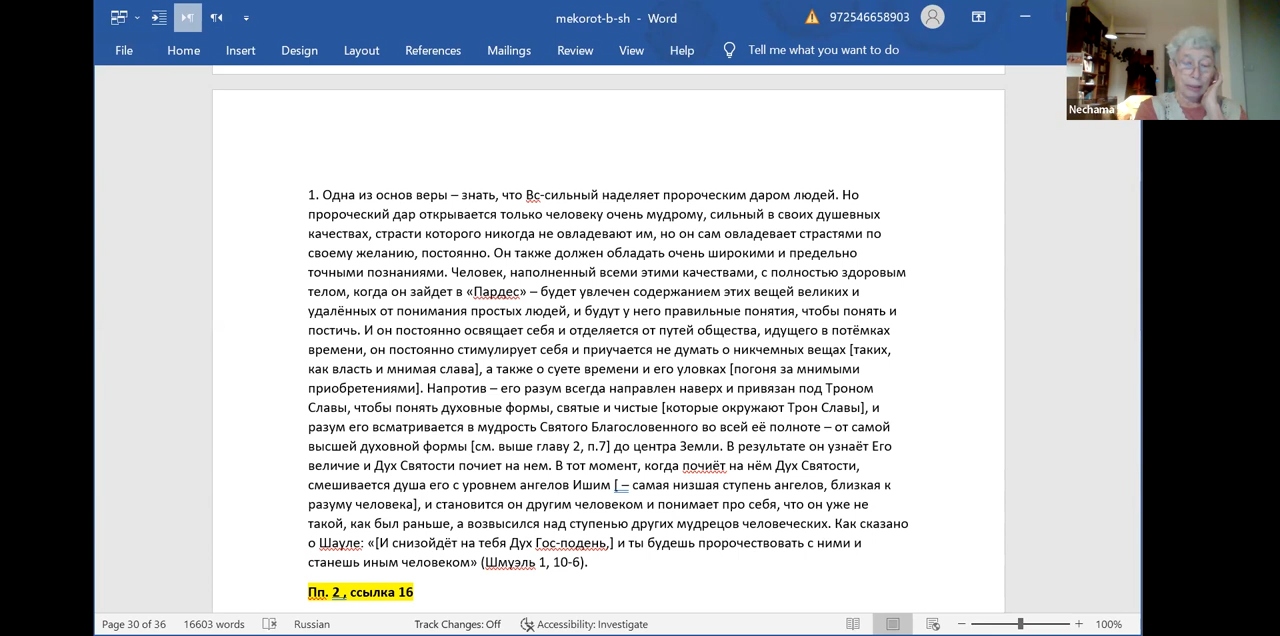 mekorot-b-sh - Word
972546658903
File Home Insert Design Layout References Mailings Review View Help Tell me what you want to do
Nechama
1. Одна из основ веры – знать, что Вс-сильный наделяет пророческим даром людей. Но
пророческий дар открывается только человеку очень мудрому, сильный в своих душевных
качествах, страсти которого никогда не овладевают им, но он сам овладевает страстями по
своему желанию, постоянно. Он также должен обладать очень широкими и предельно
точными познаниями. Человек, наполненный всеми этими качествами, с полностью здоровым
телом, когда он зайдет в «Пардес» – будет увлечен содержанием этих вещей великих и
удалённых от понимания простых людей, и будут у него правильные понятия, чтобы понять и
постичь. И он постоянно освящает себя и отделяется от путей общества, идущего в потёмках
времени, он постоянно стимулирует себя и приучается не думать о никчемных вещах [таких,
как власть и мнимая слава], а также о суете времени и его уловках [погоня за мнимыми
приобретениями]. Напротив – его разум всегда направлен наверх и привязан под Троном
Славы, чтобы понять духовные формы, святые и чистые [которые окружают Трон Славы], и
разум его всматривается в мудрость Святого Благословенного во всей её полноте – от самой
высшей духовной формы [см. выше главу 2, п.7] до центра Земли. В результате он узнаёт Его
величие и Дух Святости почиет на нем. В тот момент, когда почиёт на нём Дух Святости,
смешивается душа его с уровнем ангелов Ишим [ – самая низшая ступень ангелов, близкая к
разуму человека], и становится он другим человеком и понимает про себя, что он уже не
такой, как был раньше, а возвысился над ступенью других мудрецов человеческих. Как сказано
о Шауле: «[И снизойдёт на тебя Дух Гос-подень,] и ты будешь пророчествовать с ними и
станешь иным человеком» (Шмуэль 1, 10-6).
Пп. 2 , ссылка 16
Page 30 of 36 16603 words Russian Track Changes: Off Accessibility: Investigate 100%